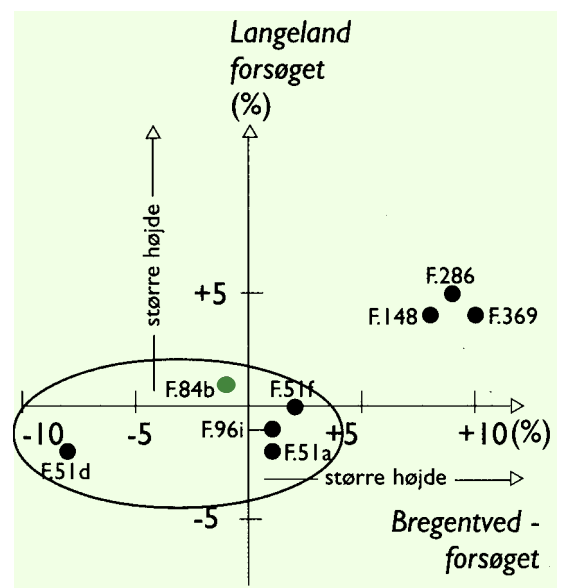 Langeland
forsøget
(%)
større højde
+5
F.286
F.148
F.369
F.84b
F.51f
-10
-5
F.96i
+5
+10(%)
F.51a
F.51d
større højde
-5
Bregentved -
forsøget